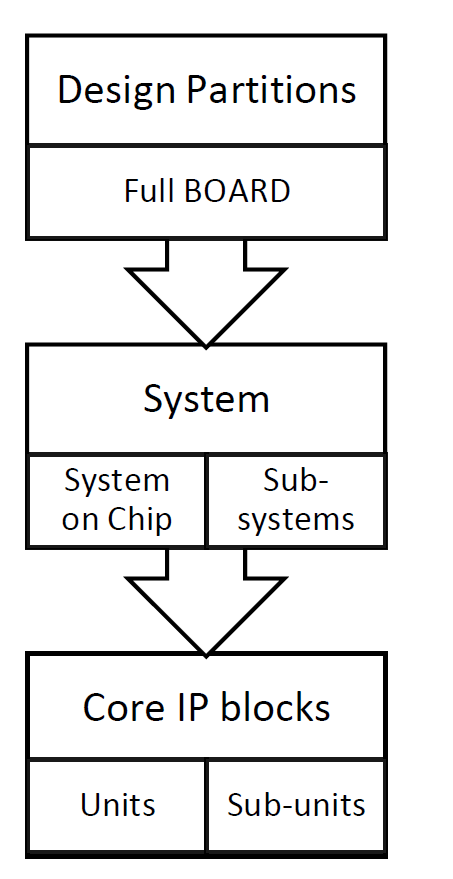 Design Partitions
Full BOARD
System
System
on Chip
Sub-
systems
Core IP blocks
Units
Sub-units